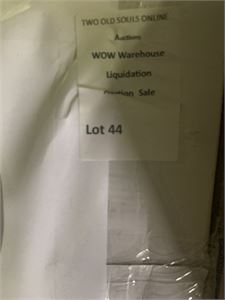 TWO OLD SOULS ONLINE
Auctions
WOW Warehouse
Liquidation
Sale
Lot 44